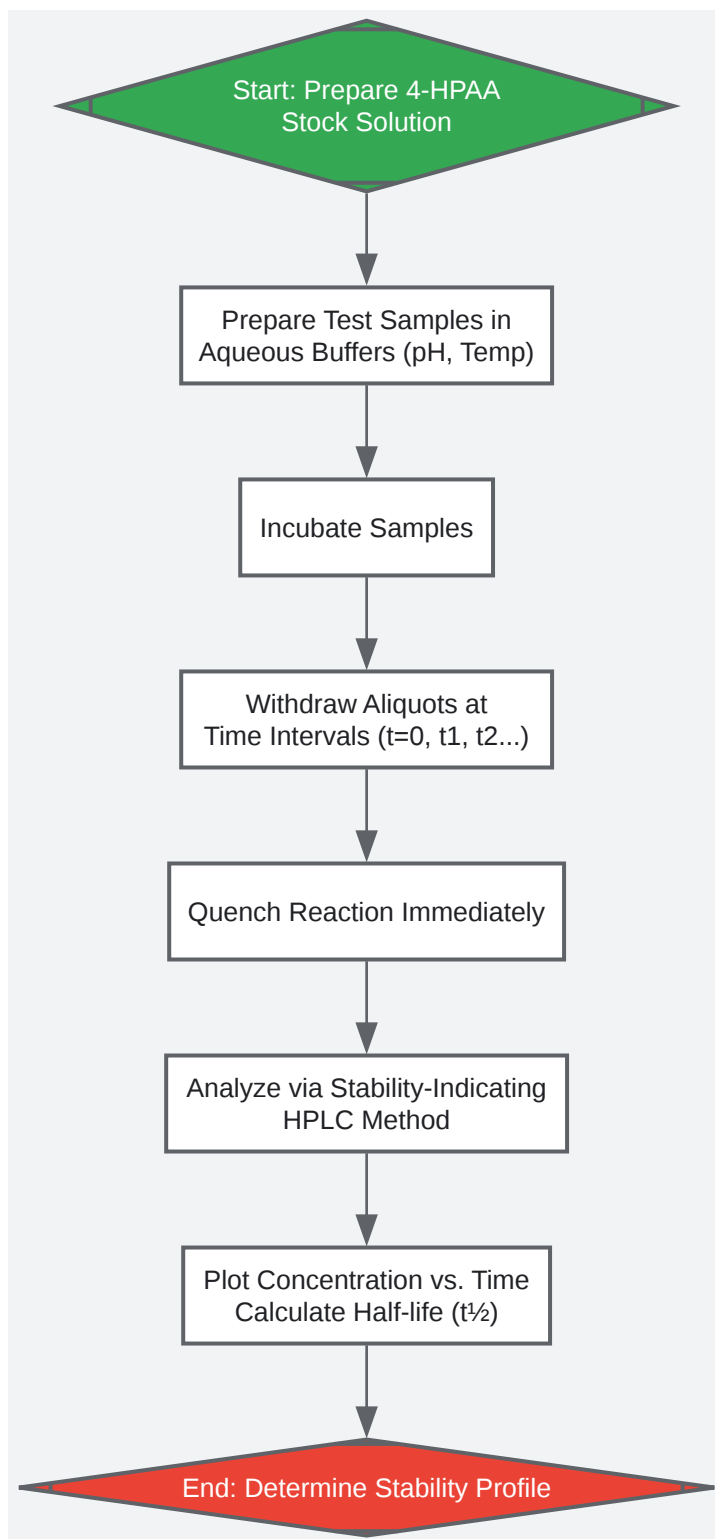 Start: Prepare 4-HPAA
Stock Solution
Prepare Test Samples in
Aqueous Buffers (pH, Temp)
Incubate Samples
Withdraw Aliquots at
Time Intervals (t=0, t1, t2...)
Quench Reaction Immediately
Analyze via Stability-Indicating
HPLC Method
Plot Concentration vs. Time
Calculate Half-life (t½)
End: Determine Stability Profile